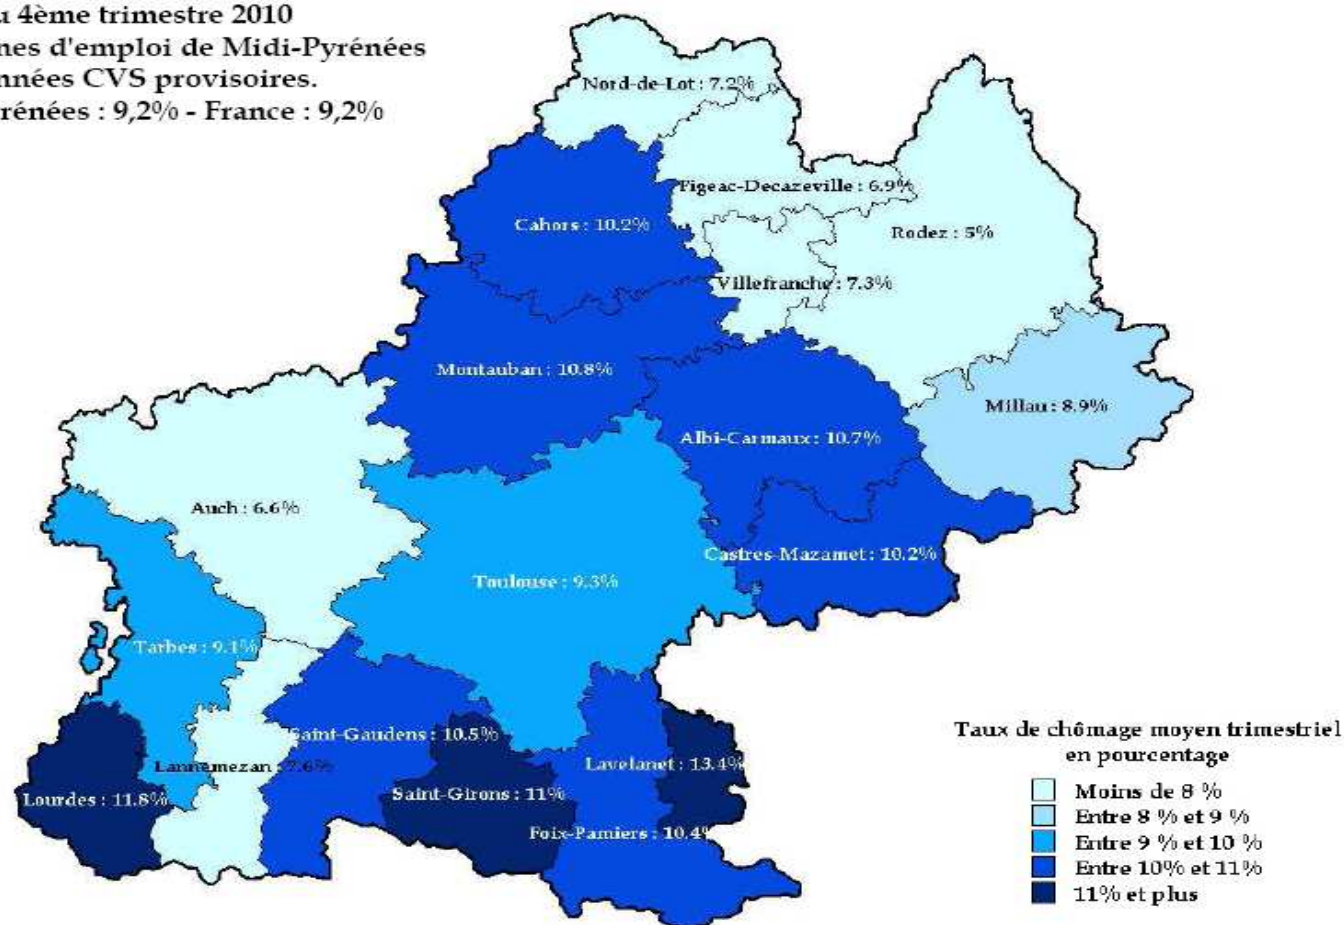 u 4ème trimestre 2010
nes d'emploi de Midi-Pyrénées
nnées CVS provisoires.
rénées : 9,2% - France : 9,2%
Nord-de-Lot : 7.2%
Figeac-Decazeville : 6.9%
Cahors : 10.2%
Rodez : 5%
Villefranche : 7.3%
Montauban : 10.8%
Millau : 8.9%
Albi-Carmaux : 10.7%
Auch : 6.6%
Castres-Mazamet : 10.2%
Toulouse : 9.3%
Tarbes : 9.1%
Saint-Gaudens : 10.5%
Lannemezan : 7.6%
Lavelanet : 13.4%
Lourdes : 11.8%
Saint-Girons : 11%
Foix-Pamiers : 10.4%
Taux de chômage moyen trimestriel
en pourcentage
Moins de 8 %
Entre 8 % et 9 %
Entre 9 % et 10 %
Entre 10% et 11%
11% et plus